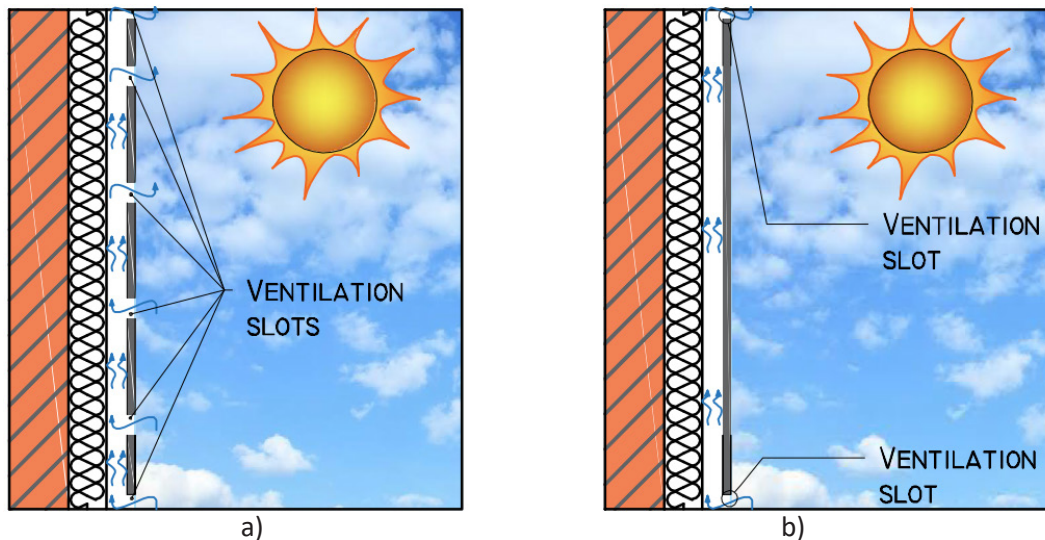 VENTILATION
SLOTS
a)
VENTILATION
SLOT
VENTILATION
SLOT
b)